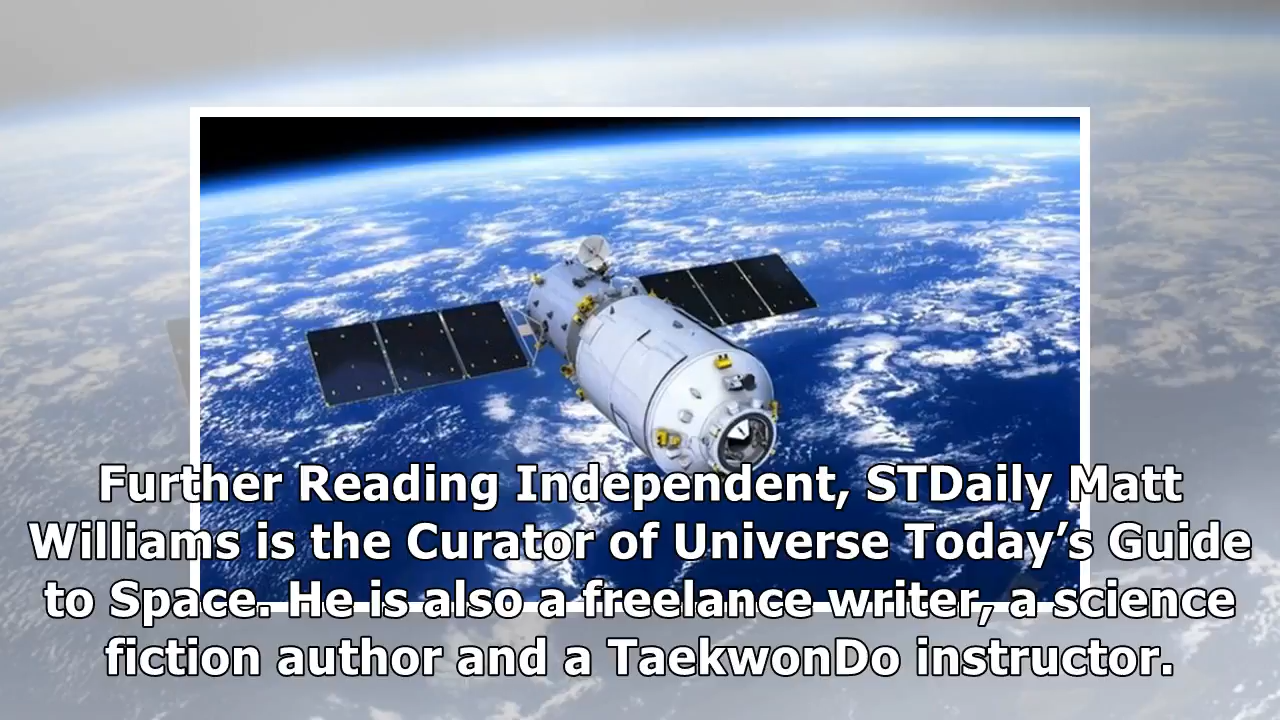 Further Reading Independent, STDaily Matt
Williams is the Curator of Universe Today’s Guide
to Space. He is also a freelance writer, a science
fiction author and a TaekwonDo instructor.